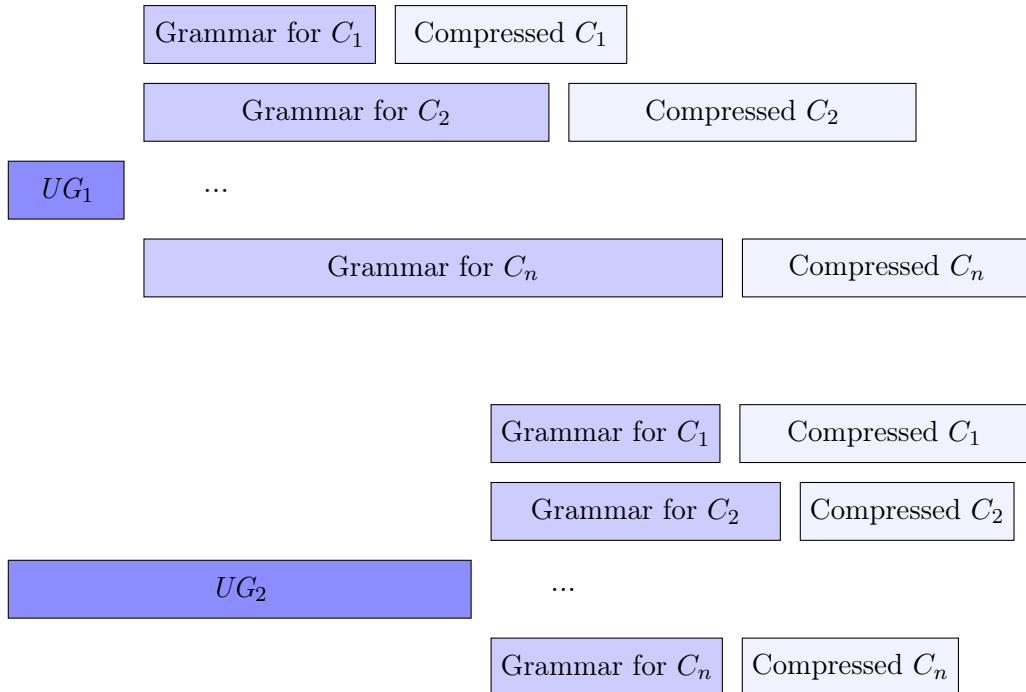 Grammar for C₁ Compressed C₁
Grammar for C₂ Compressed C₂
UG₁ ...
Grammar for Cₙ Compressed Cₙ
Grammar for C₁ Compressed C₁
Grammar for C₂ Compressed C₂
UG₂ ...
Grammar for Cₙ Compressed Cₙ